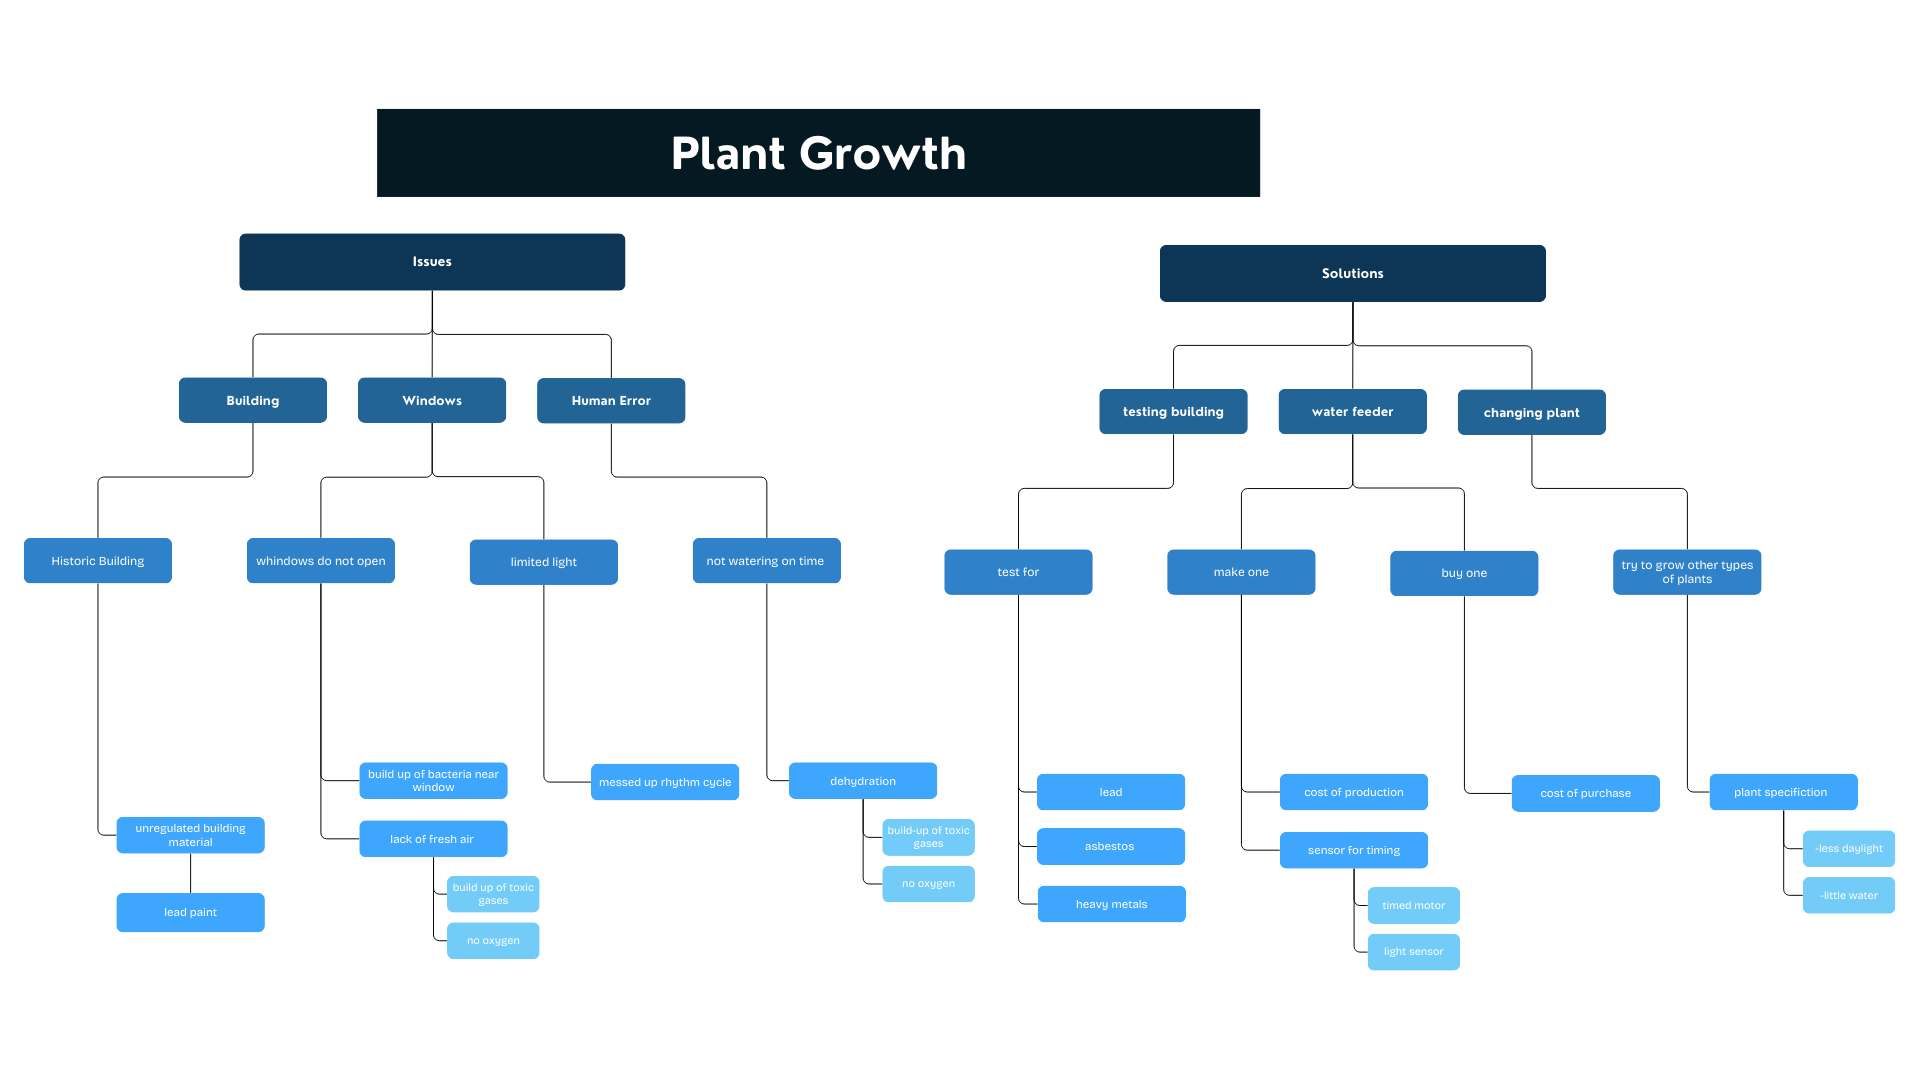 Plant Growth
Issues
Solutions
Building
Windows
Human Error
testing building
water feeder
changing plant
Historic Building
whindows do not open
limited light
not watering on time
test for
make one
buy one
try to grow other types
of plants
build up of bacteria near
window
messed up rhythm cycle
dehydration
lead
cost of production
cost of purchase
plant specifiction
unregulated building
material
lack of fresh air
build-up of toxic
gases
asbestos
sensor for timing
-less daylight
build up of toxic
gases
no oxygen
heavy metals
timed motor
-little water
lead paint
no oxygen
light sensor